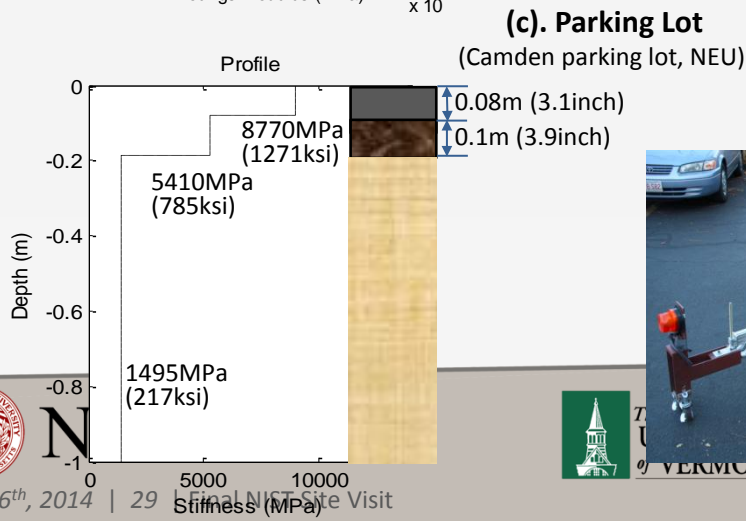 x 10
(c). Parking Lot
(Camden parking lot, NEU)
Profile
0
-0.2
-0.4
-0.6
-0.8
-1
Depth (m)
8770MPa
(1271ksi)
5410MPa
(785ksi)
1495MPa
(217ksi)
0.08m (3.1inch)
0.1m (3.9inch)
0
5000
10000
Stiffness (MPa)
N
of VERMO
6th, 2014 | 29 | Final NIST Site Visit